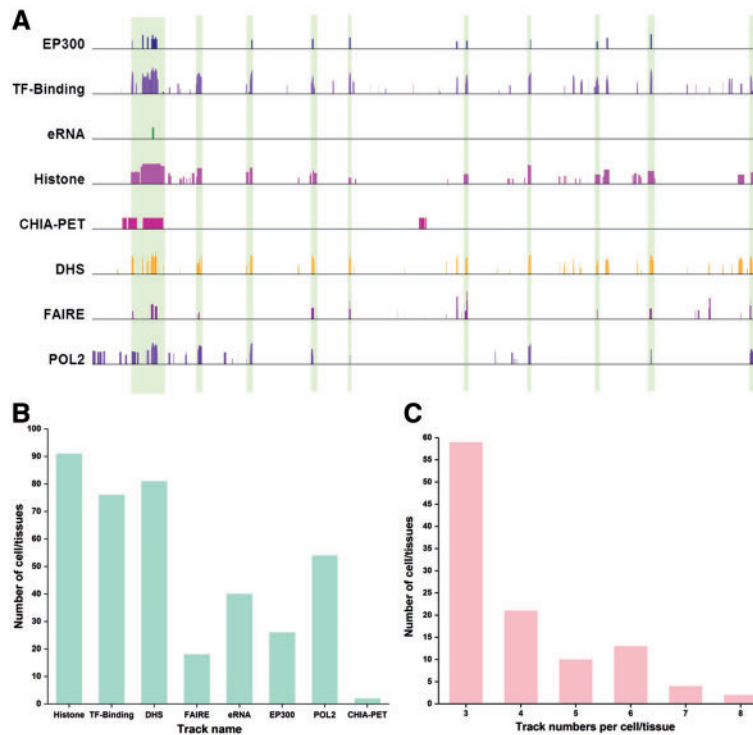 A
EP300
TF-Binding
eRNA
Histone
CHIA-PET
DHS
FAIRE
POL2
B
Number of cell/tissues
100
90
80
70
60
50
40
30
20
10
0
Histone TF-Binding DHS FAIRE eRNA EP300 POL2 CHIA-PET
Track name
C
Number of cell/tissues
60
55
50
45
40
35
30
25
20
15
10
5
0
3 4 5 6 7 8
Track numbers per cell/tissue